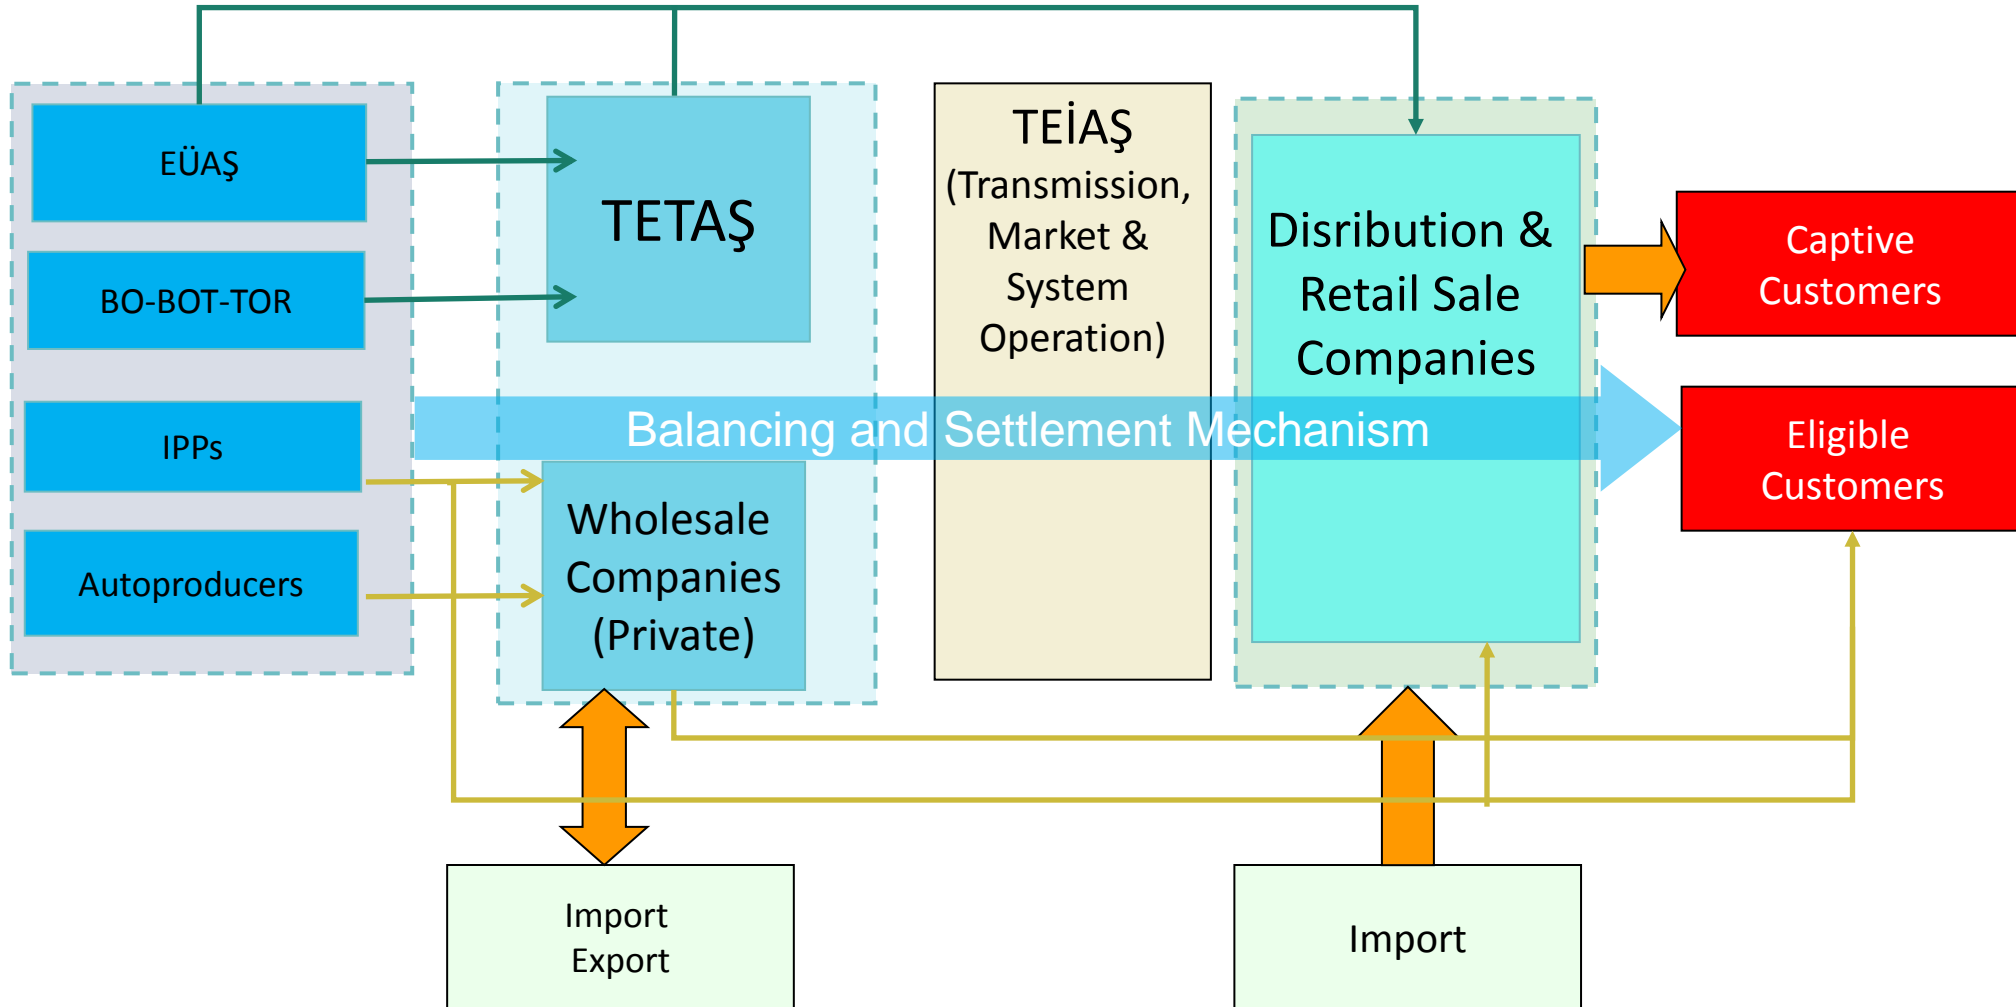 EÜAŞ
BO-BOT-TOR
IPPs
Autoproducers
TETAŞ
Wholesale
Companies
(Private)
TEİAŞ
(Transmission,
Market &
System
Operation)
Disribution &
Retail Sale
Companies
Balancing and Settlement Mechanism
Captive
Customers
Eligible
Customers
Import
Export
Import